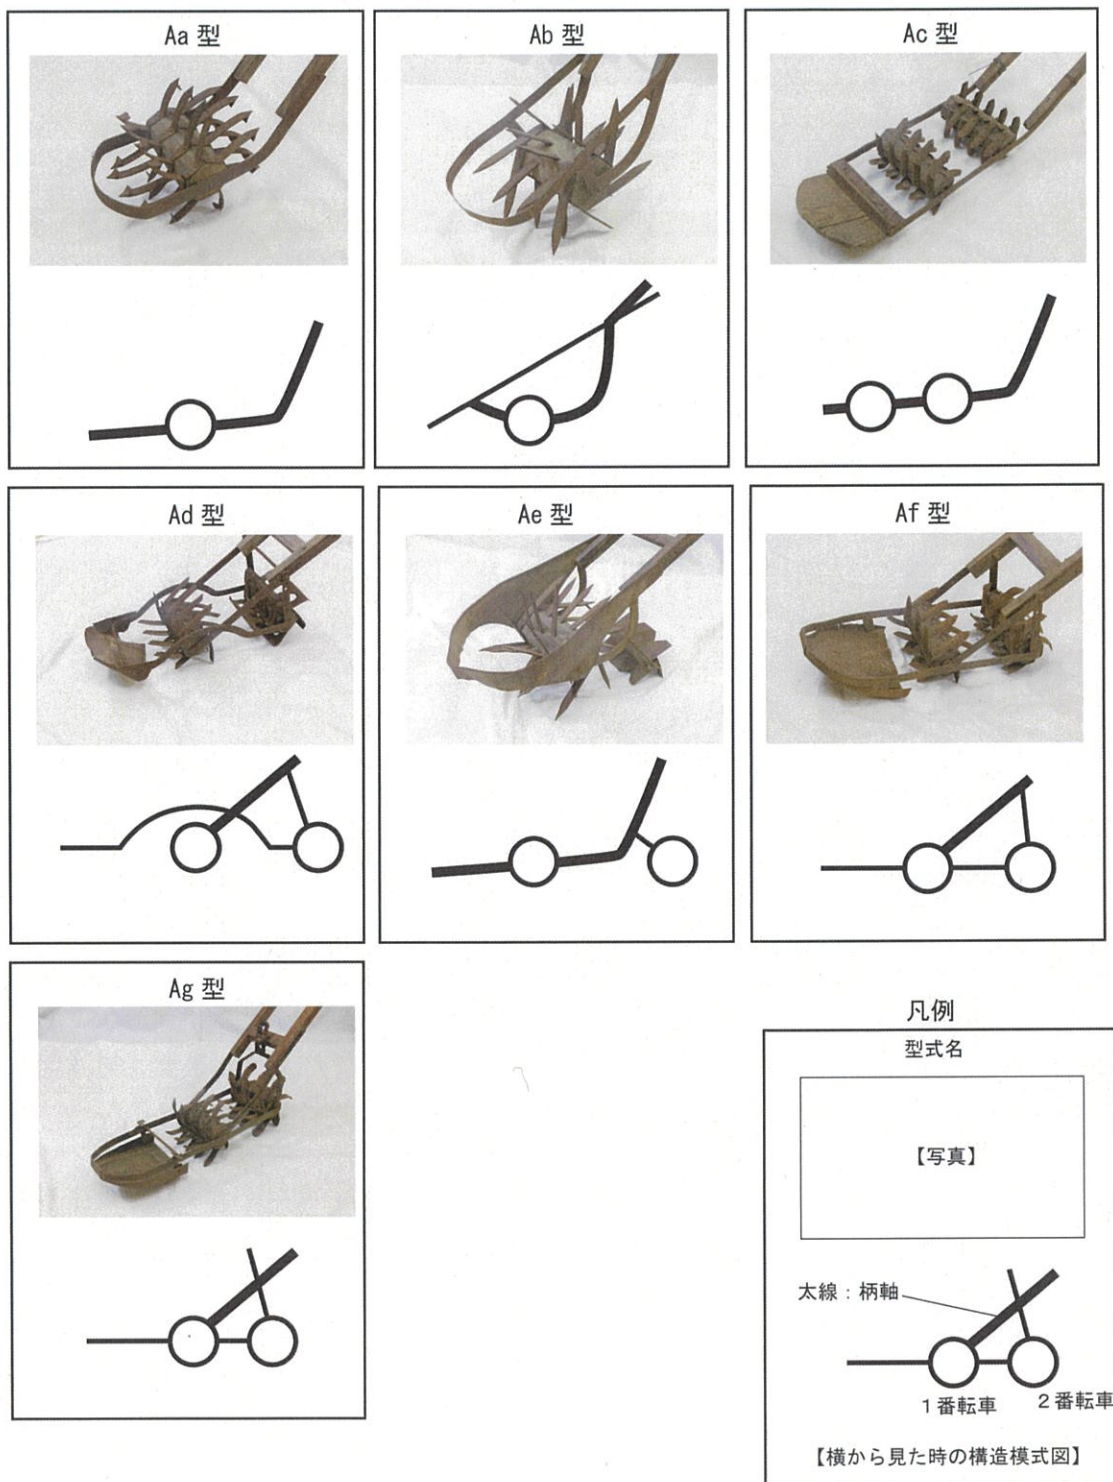 Aa 型
Ab 型
Ac 型
Ad 型
Ae 型
Af 型
Ag 型
凡例
型式名
【写真】
太線：柄軸
1番転車
2番転車
【横から見た時の構造模式図】